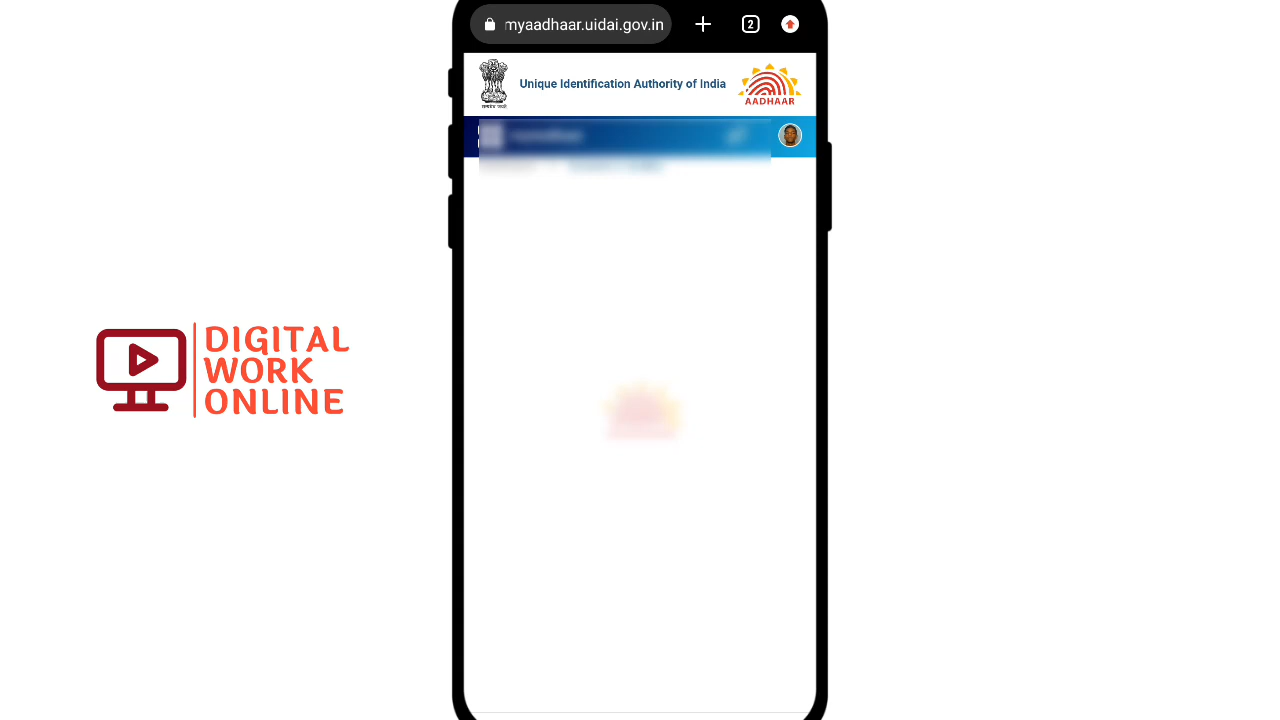 myaadhaar.uidai.gov.in
2
Unique Identification Authority of India
AADHAAR
DIGITAL
WORK
ONLINE